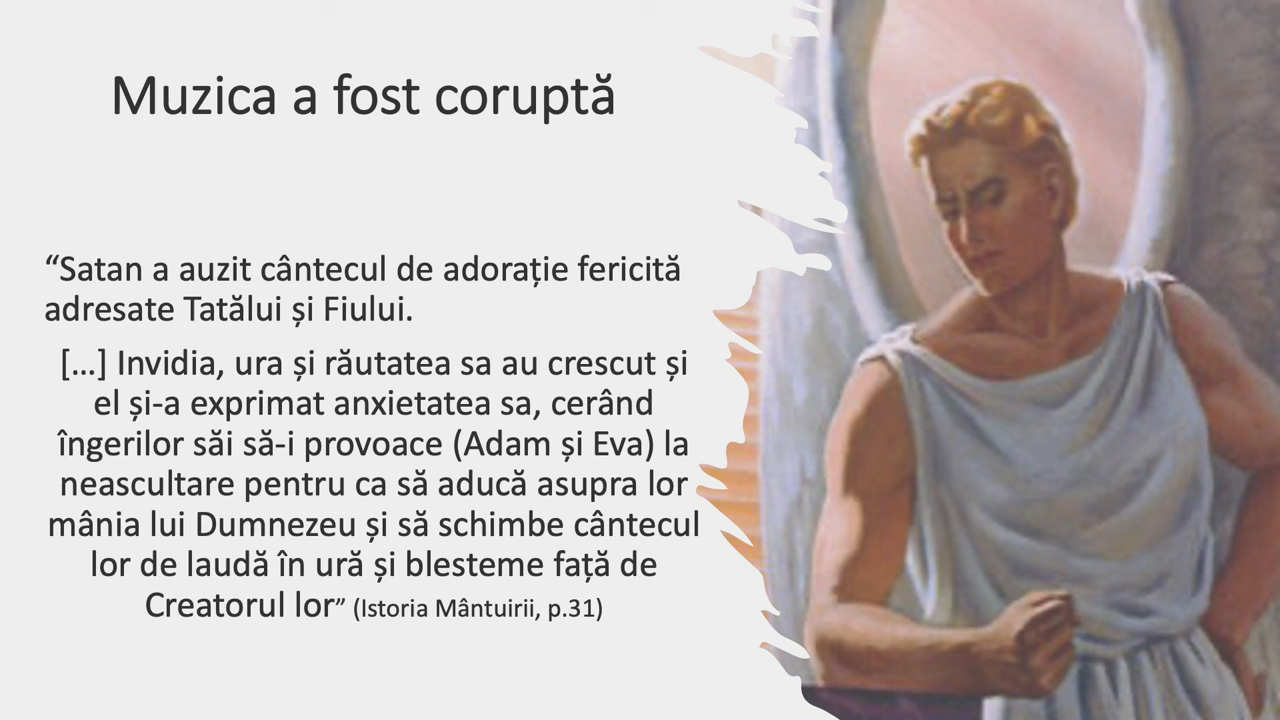 Muzica a fost coruptă
“Satan a auzit cântecul de adorație fericită
adresate Tatălui și Fiului.
[…] Invidia, ura și răutatea sa au crescut și
el și-a exprimat anxietatea sa, cerând
îngerilor săi să-i provoace (Adam și Eva) la
neascultare pentru ca să aducă asupra lor
mânia lui Dumnezeu și să schimbe cântecul
lor de laudă în ură și blesteme față de
Creatorul lor” (Istoria Mântuirii, p.31)